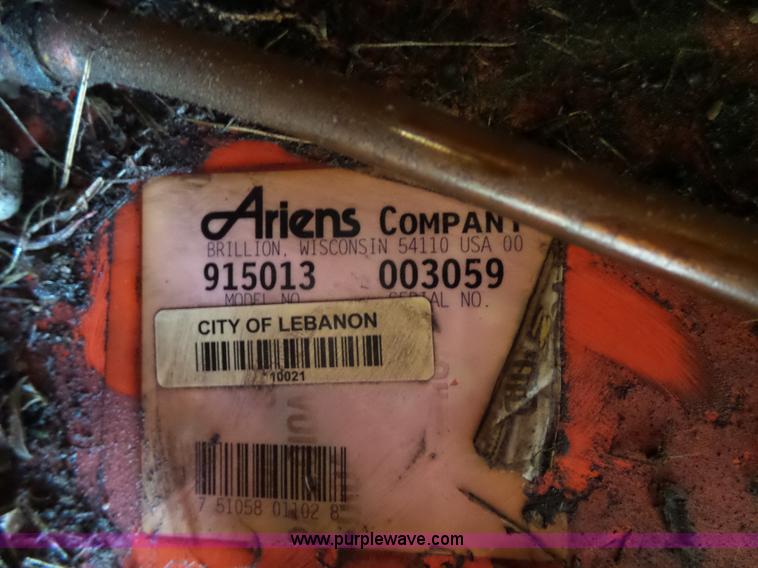 Ariens COMPANY
BRILLION, WISCONSIN 54110 USA 00
915013 003059
MODEL NO. SERIAL NO.
CITY OF LEBANON
10021
7 51058 01102 8
www.purplewave.com